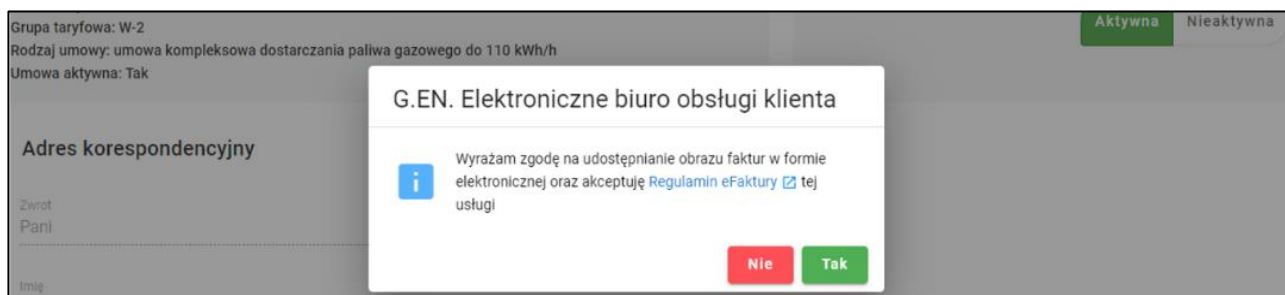 Grupa taryfowa: W-2
Rodzaj umowy: umowa kompleksowa dostarczania paliwa gazowego do 110 kWh/h
Umowa aktywna: Tak
Aktywna Nieaktywna
G.EN. Elektroniczne biuro obsługi klienta
Wyrażam zgodę na udostępnianie obrazu faktur w formie
elektronicznej oraz akceptuję Regulamin eFaktury tej
usługi
Nie Tak
Adres korespondencyjny
Zwrot
Pani
Imię